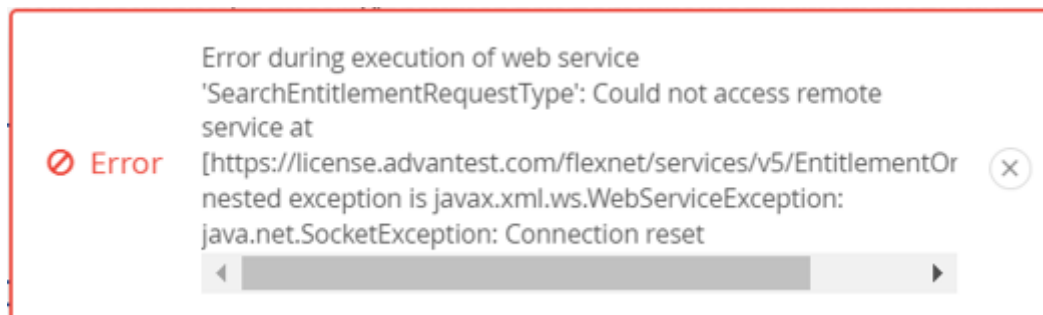 Error during execution of web service
'SearchEntitlementRequestType': Could not access remote
service at
Error
[https://license.advantest.com/flexnet/services/v5/EntitlementOr
nested exception is javax.xml.ws.WebServiceException:
java.net.SocketException: Connection reset